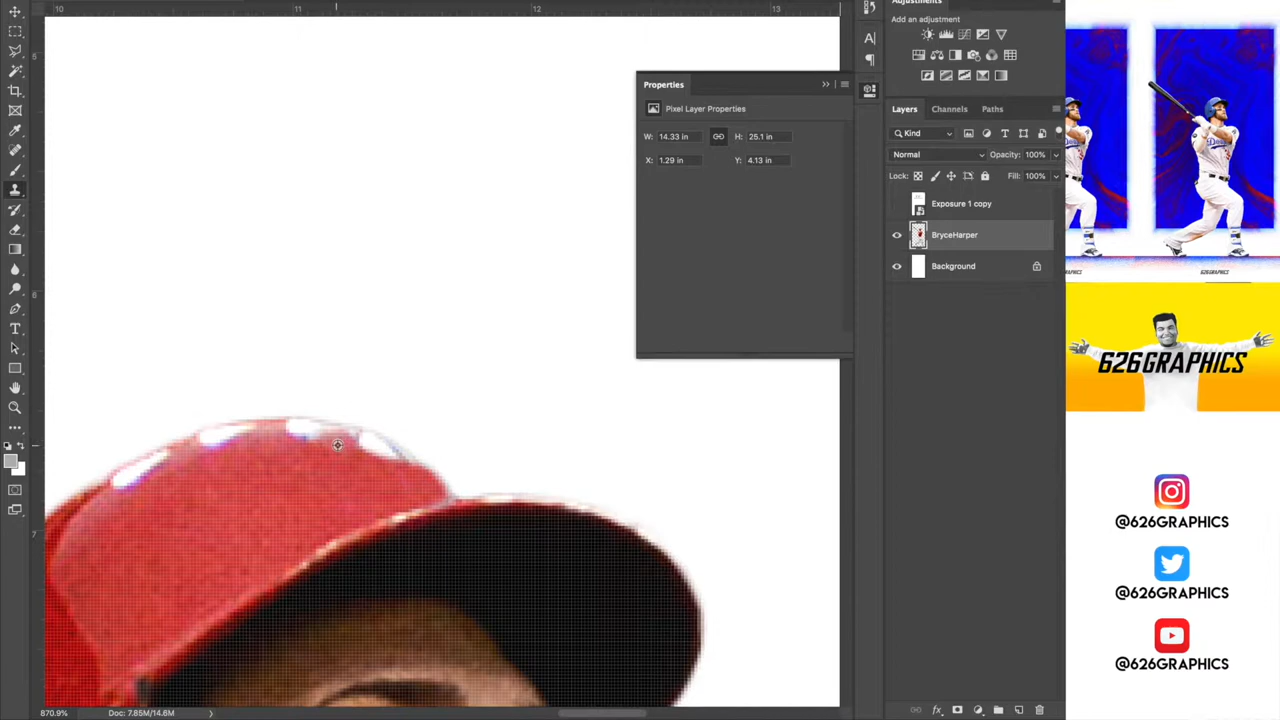 10
11
12
13
6
7
Adjustments
Add an adjustment
Properties
Pixel Layer Properties
W: 14.33 in
H: 25.1 in
X: 1.29 in
Y: 4.13 in
Layers
Channels
Paths
Kind
Normal
Opacity: 100%
Lock:
Fill: 100%
Exposure 1 copy
BryceHarper
Background
870.9%
Doc: 7.85M/14.6M
626GRAPHICS
@626GRAPHICS
@626GRAPHICS
@626GRAPHICS